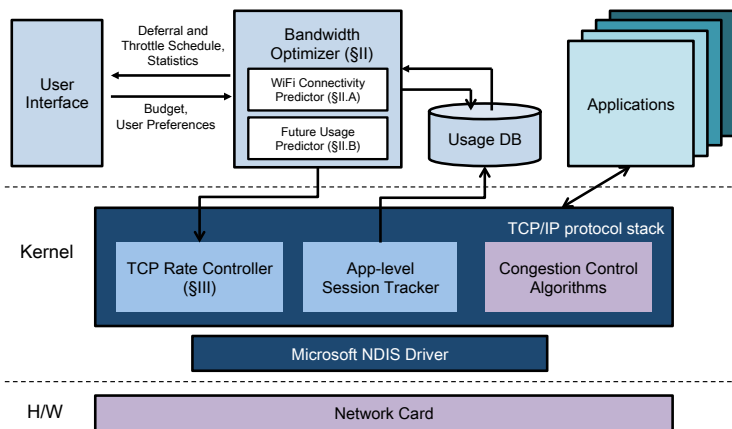 Deferral and
Throttle Schedule,
Statistics
User
Interface
Budget,
User Preferences
Bandwidth
Optimizer (§II)
WiFi Connectivity
Predictor (§II.A)
Future Usage
Predictor (§II.B)
Usage DB
Applications
Kernel
TCP/IP protocol stack
TCP Rate Controller
(§III)
App-level
Session Tracker
Congestion Control
Algorithms
Microsoft NDIS Driver
H/W
Network Card